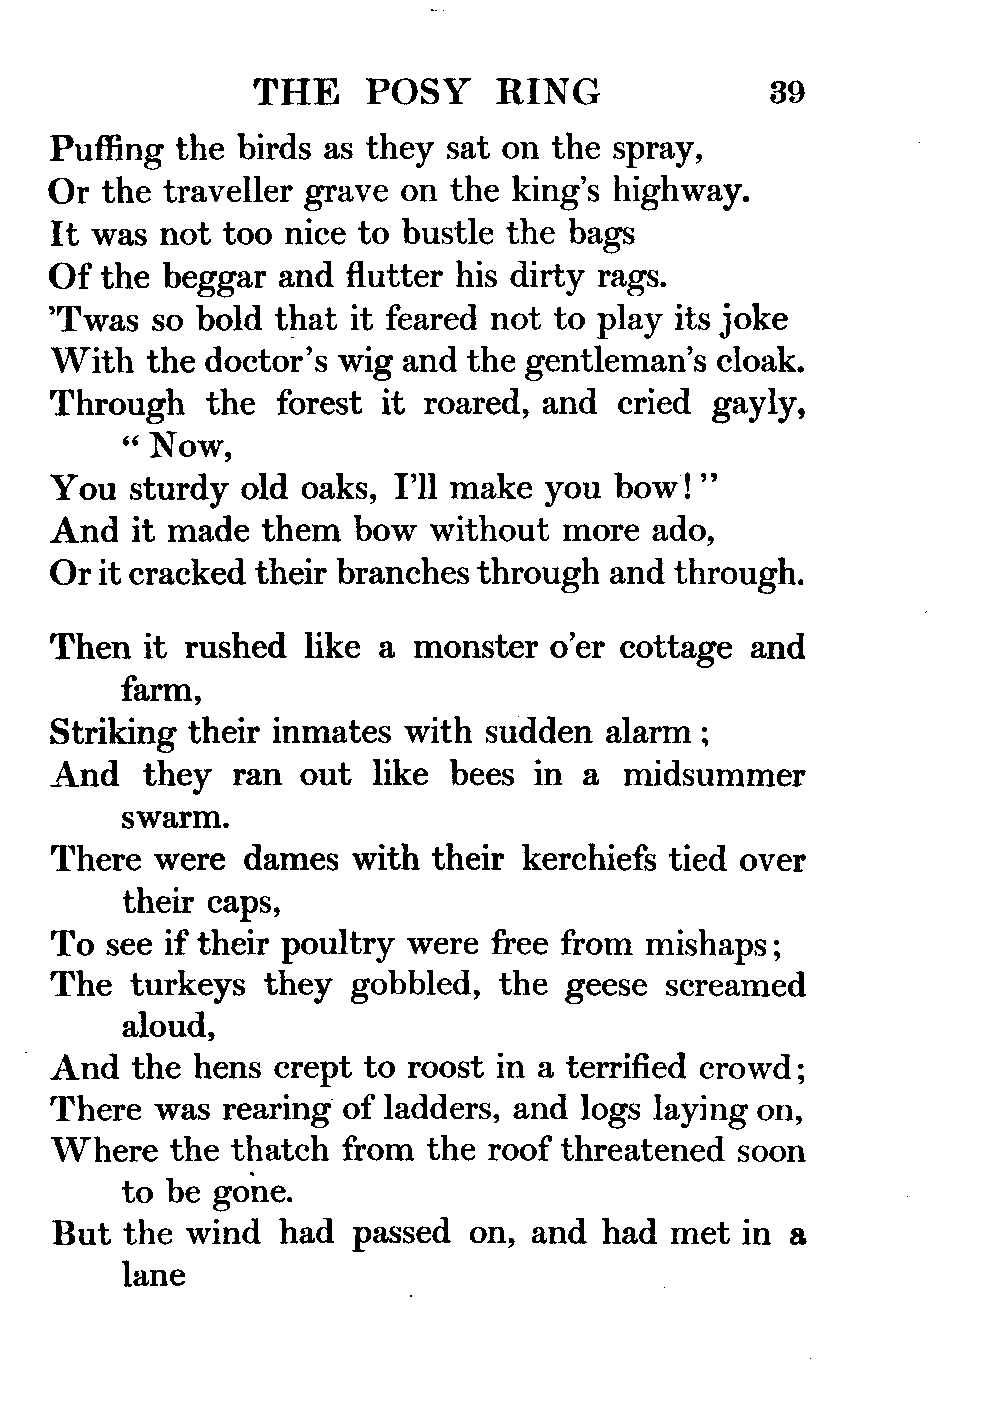 THE POSY RING 39
Puffing the birds as they sat on the spray,
Or the traveller grave on the king's highway.
It was not too nice to bustle the bags
Of the beggar and flutter his dirty rags.
'Twas so bold that it feared not to play its joke
With the doctor's wig and the gentleman's cloak.
Through the forest it roared, and cried gayly,
“ Now,
You sturdy old oaks, I'll make you bow! ”
And it made them bow without more ado,
Or it cracked their branches through and through.
Then it rushed like a monster o'er cottage and
farm,
Striking their inmates with sudden alarm ;
And they ran out like bees in a midsummer
swarm.
There were dames with their kerchiefs tied over
their caps,
To see if their poultry were free from mishaps;
The turkeys they gobbled, the geese screamed
aloud,
And the hens crept to roost in a terrified crowd;
There was rearing of ladders, and logs laying on,
Where the thatch from the roof threatened soon
to be gone.
But the wind had passed on, and had met in a
lane